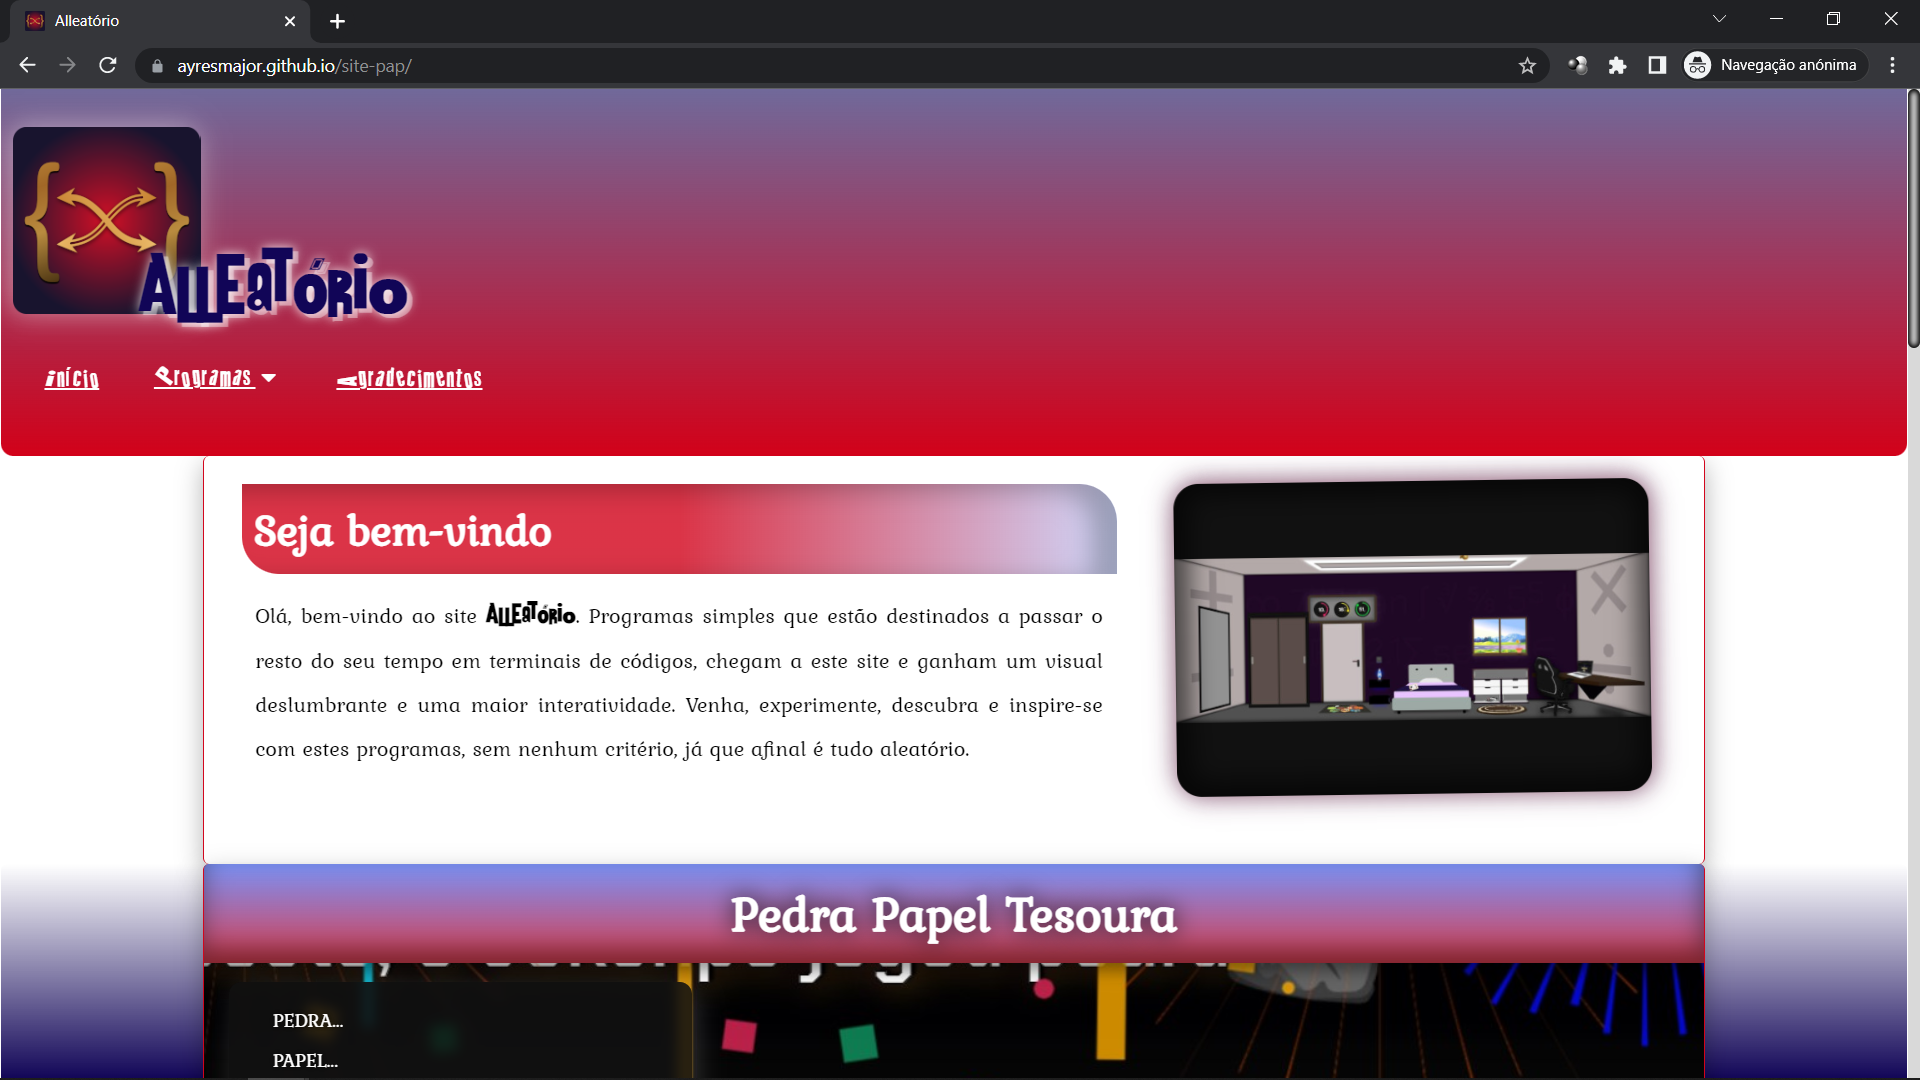 Alleatório
ayresmajor.github.io/site-pap/
Navegação anónima
Alleatório
Início
Programas
Agradecimentos
Seja bem-vindo
Olá, bem-vindo ao site Alleatório. Programas simples que estão destinados a passar o
resto do seu tempo em terminais de códigos, chegam a este site e ganham um visual
deslumbrante e uma maior interatividade. Venha, experimente, descubra e inspire-se
com estes programas, sem nenhum critério, já que afinal é tudo aleatório.
Pedra Papel Tesoura
PEDRA...
PAPEL...